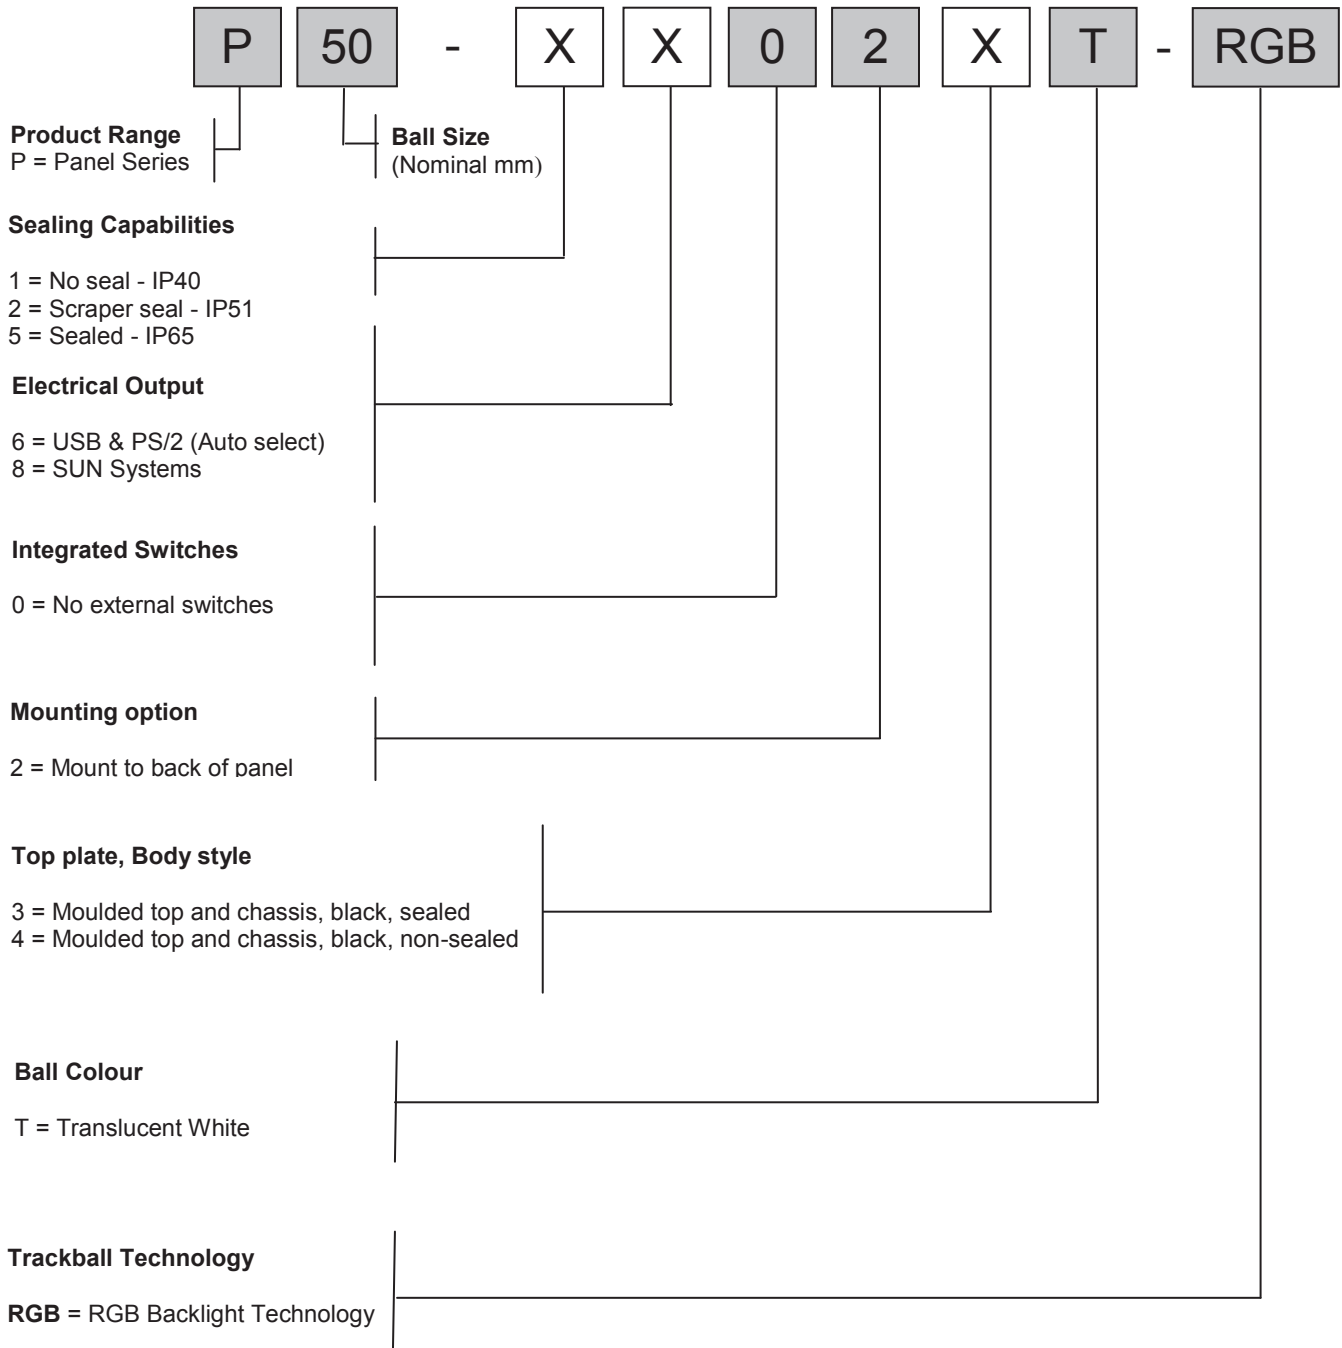 P 50 - X X 0 2 X T - RGB
Product Range
P = Panel Series
Ball Size
(Nominal mm)
Sealing Capabilities
1 = No seal - IP40
2 = Scraper seal - IP51
5 = Sealed - IP65
Electrical Output
6 = USB & PS/2 (Auto select)
8 = SUN Systems
Integrated Switches
0 = No external switches
Mounting option
2 = Mount to back of panel
Top plate, Body style
3 = Moulded top and chassis, black, sealed
4 = Moulded top and chassis, black, non-sealed
Ball Colour
T = Translucent White
Trackball Technology
RGB = RGB Backlight Technology